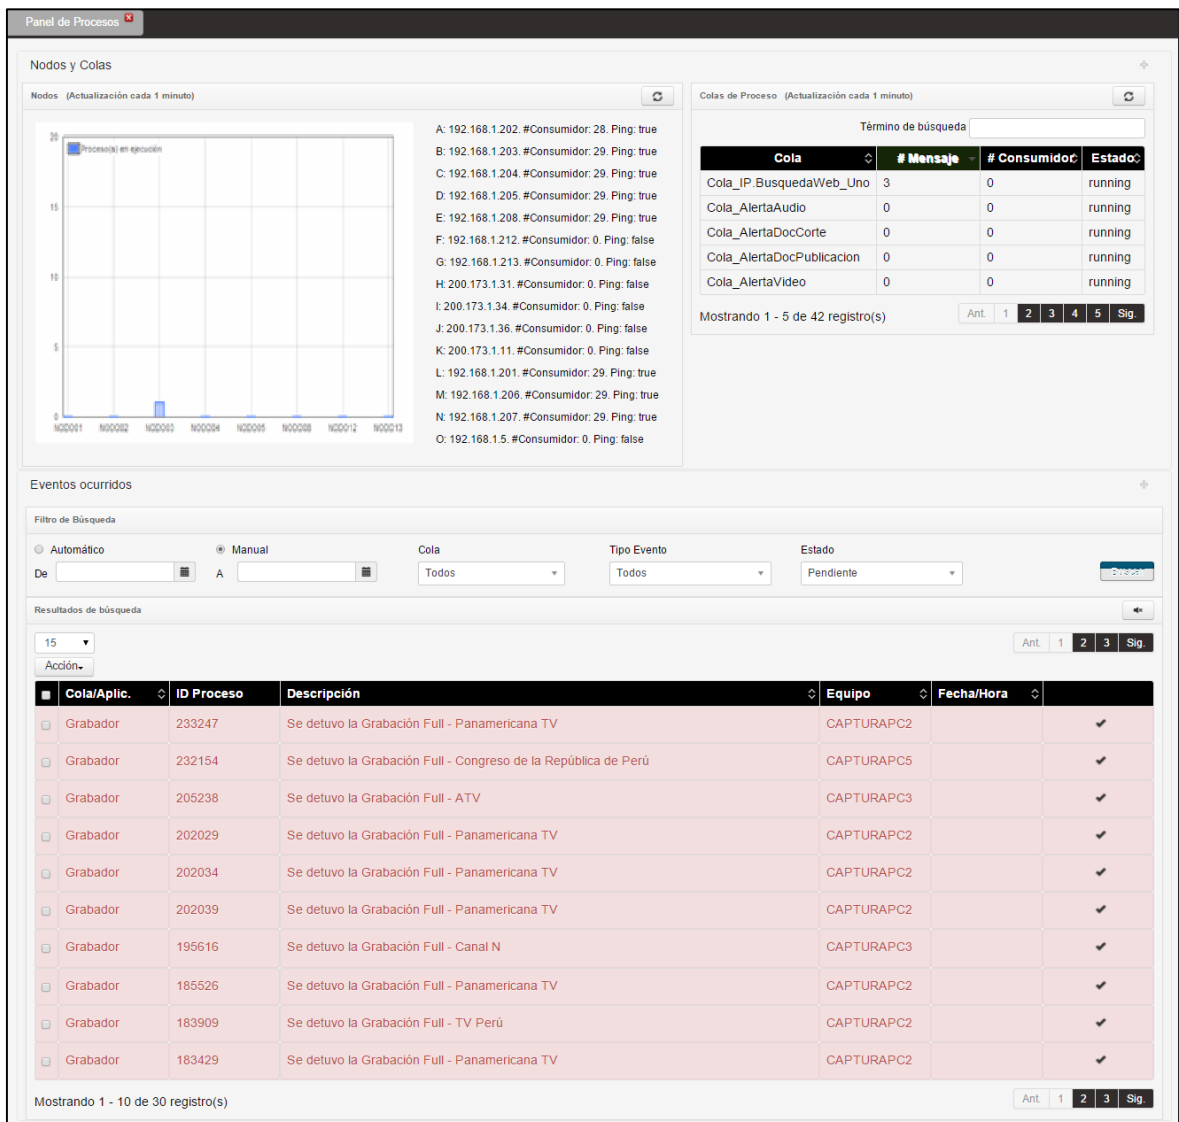 Panel de Procesos
Nodos y Colas
Nodos (Actualización cada 1 minuto)
20
Proceso(s) en ejecución
15
10
5
0
NODO01 NODO02 NODO03 NODO04 NODO05 NODO08 NODO12 NODO13
A: 192.168.1.202. #Consumidor: 28. Ping: true
B: 192.168.1.203. #Consumidor: 29. Ping: true
C: 192.168.1.204. #Consumidor: 29. Ping: true
D: 192.168.1.205. #Consumidor: 29. Ping: true
E: 192.168.1.208. #Consumidor: 29. Ping: true
F: 192.168.1.212. #Consumidor: 0. Ping: false
G: 192.168.1.213. #Consumidor: 0. Ping: false
H: 200.173.1.31. #Consumidor: 0. Ping: false
I: 200.173.1.34. #Consumidor: 0. Ping: false
J: 200.173.1.36. #Consumidor: 0. Ping: false
K: 200.173.1.11. #Consumidor: 0. Ping: false
L: 192.168.1.201. #Consumidor: 29. Ping: true
M: 192.168.1.206. #Consumidor: 29. Ping: true
N: 192.168.1.207. #Consumidor: 29. Ping: true
O: 192.168.1.5. #Consumidor: 0. Ping: false
Colas de Proceso (Actualización cada 1 minuto)
Término de búsqueda
Cola # Mensaje # Consumidor Estado
Cola_IP.BusquedaWeb_Uno 3 0 running
Cola_AlertaAudio 0 0 running
Cola_AlertaDocCorte 0 0 running
Cola_AlertaDocPublicacion 0 0 running
Cola_AlertaVideo 0 0 running
Mostrando 1 - 5 de 42 registro(s) Ant. 1 2 3 4 5 Sig.
Eventos ocurridos
Filtro de Búsqueda
Automático Manual Cola Tipo Evento Estado
De A Todos Todos Pendiente Buscar
Resultados de búsqueda
15 Ant. 1 2 3 Sig.
Acción
Cola/Aplic. ID Proceso Descripción Equipo Fecha/Hora
Grabador 233247 Se detuvo la Grabación Full - Panamericana TV CAPTURAPC2
Grabador 232154 Se detuvo la Grabación Full - Congreso de la República de Perú CAPTURAPC5
Grabador 205238 Se detuvo la Grabación Full - ATV CAPTURAPC3
Grabador 202029 Se detuvo la Grabación Full - Panamericana TV CAPTURAPC2
Grabador 202034 Se detuvo la Grabación Full - Panamericana TV CAPTURAPC2
Grabador 202039 Se detuvo la Grabación Full - Panamericana TV CAPTURAPC2
Grabador 195616 Se detuvo la Grabación Full - Canal N CAPTURAPC3
Grabador 185526 Se detuvo la Grabación Full - Panamericana TV CAPTURAPC2
Grabador 183909 Se detuvo la Grabación Full - TV Perú CAPTURAPC2
Grabador 183429 Se detuvo la Grabación Full - Panamericana TV CAPTURAPC2
Mostrando 1 - 10 de 30 registro(s) Ant. 1 2 3 Sig.